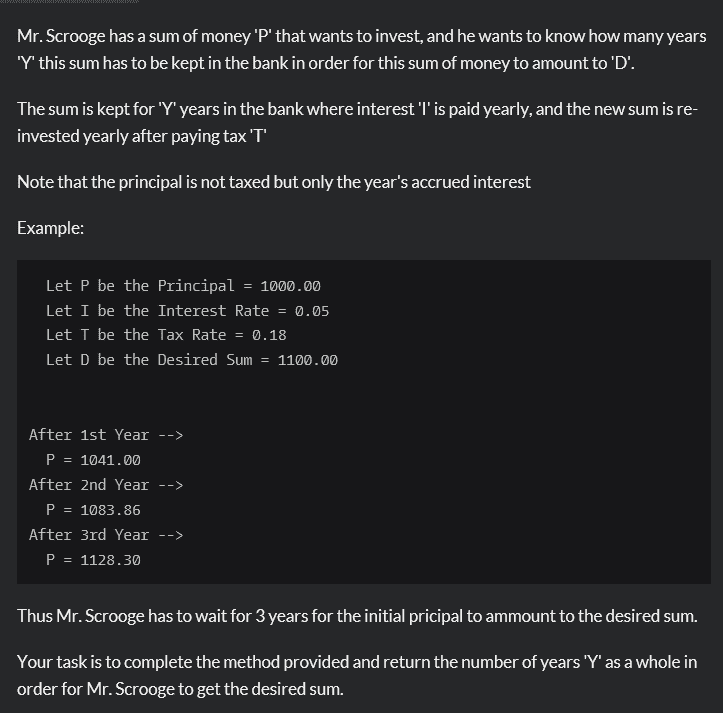 Mr. Scrooge has a sum of money 'P' that wants to invest, and he wants to know how many years
'Y' this sum has to be kept in the bank in order for this sum of money to amount to 'D'.
The sum is kept for 'Y' years in the bank where interest 'I' is paid yearly, and the new sum is re-
invested yearly after paying tax 'T'
Note that the principal is not taxed but only the year's accrued interest
Example:
Let P be the Principal = 1000.00
Let I be the Interest Rate = 0.05
Let T be the Tax Rate = 0.18
Let D be the Desired Sum = 1100.00
After 1st Year -->
P = 1041.00
After 2nd Year -->
P = 1083.86
After 3rd Year -->
P = 1128.30
Thus Mr. Scrooge has to wait for 3 years for the initial pricipal to ammount to the desired sum.
Your task is to complete the method provided and return the number of years 'Y' as a whole in
order for Mr. Scrooge to get the desired sum.